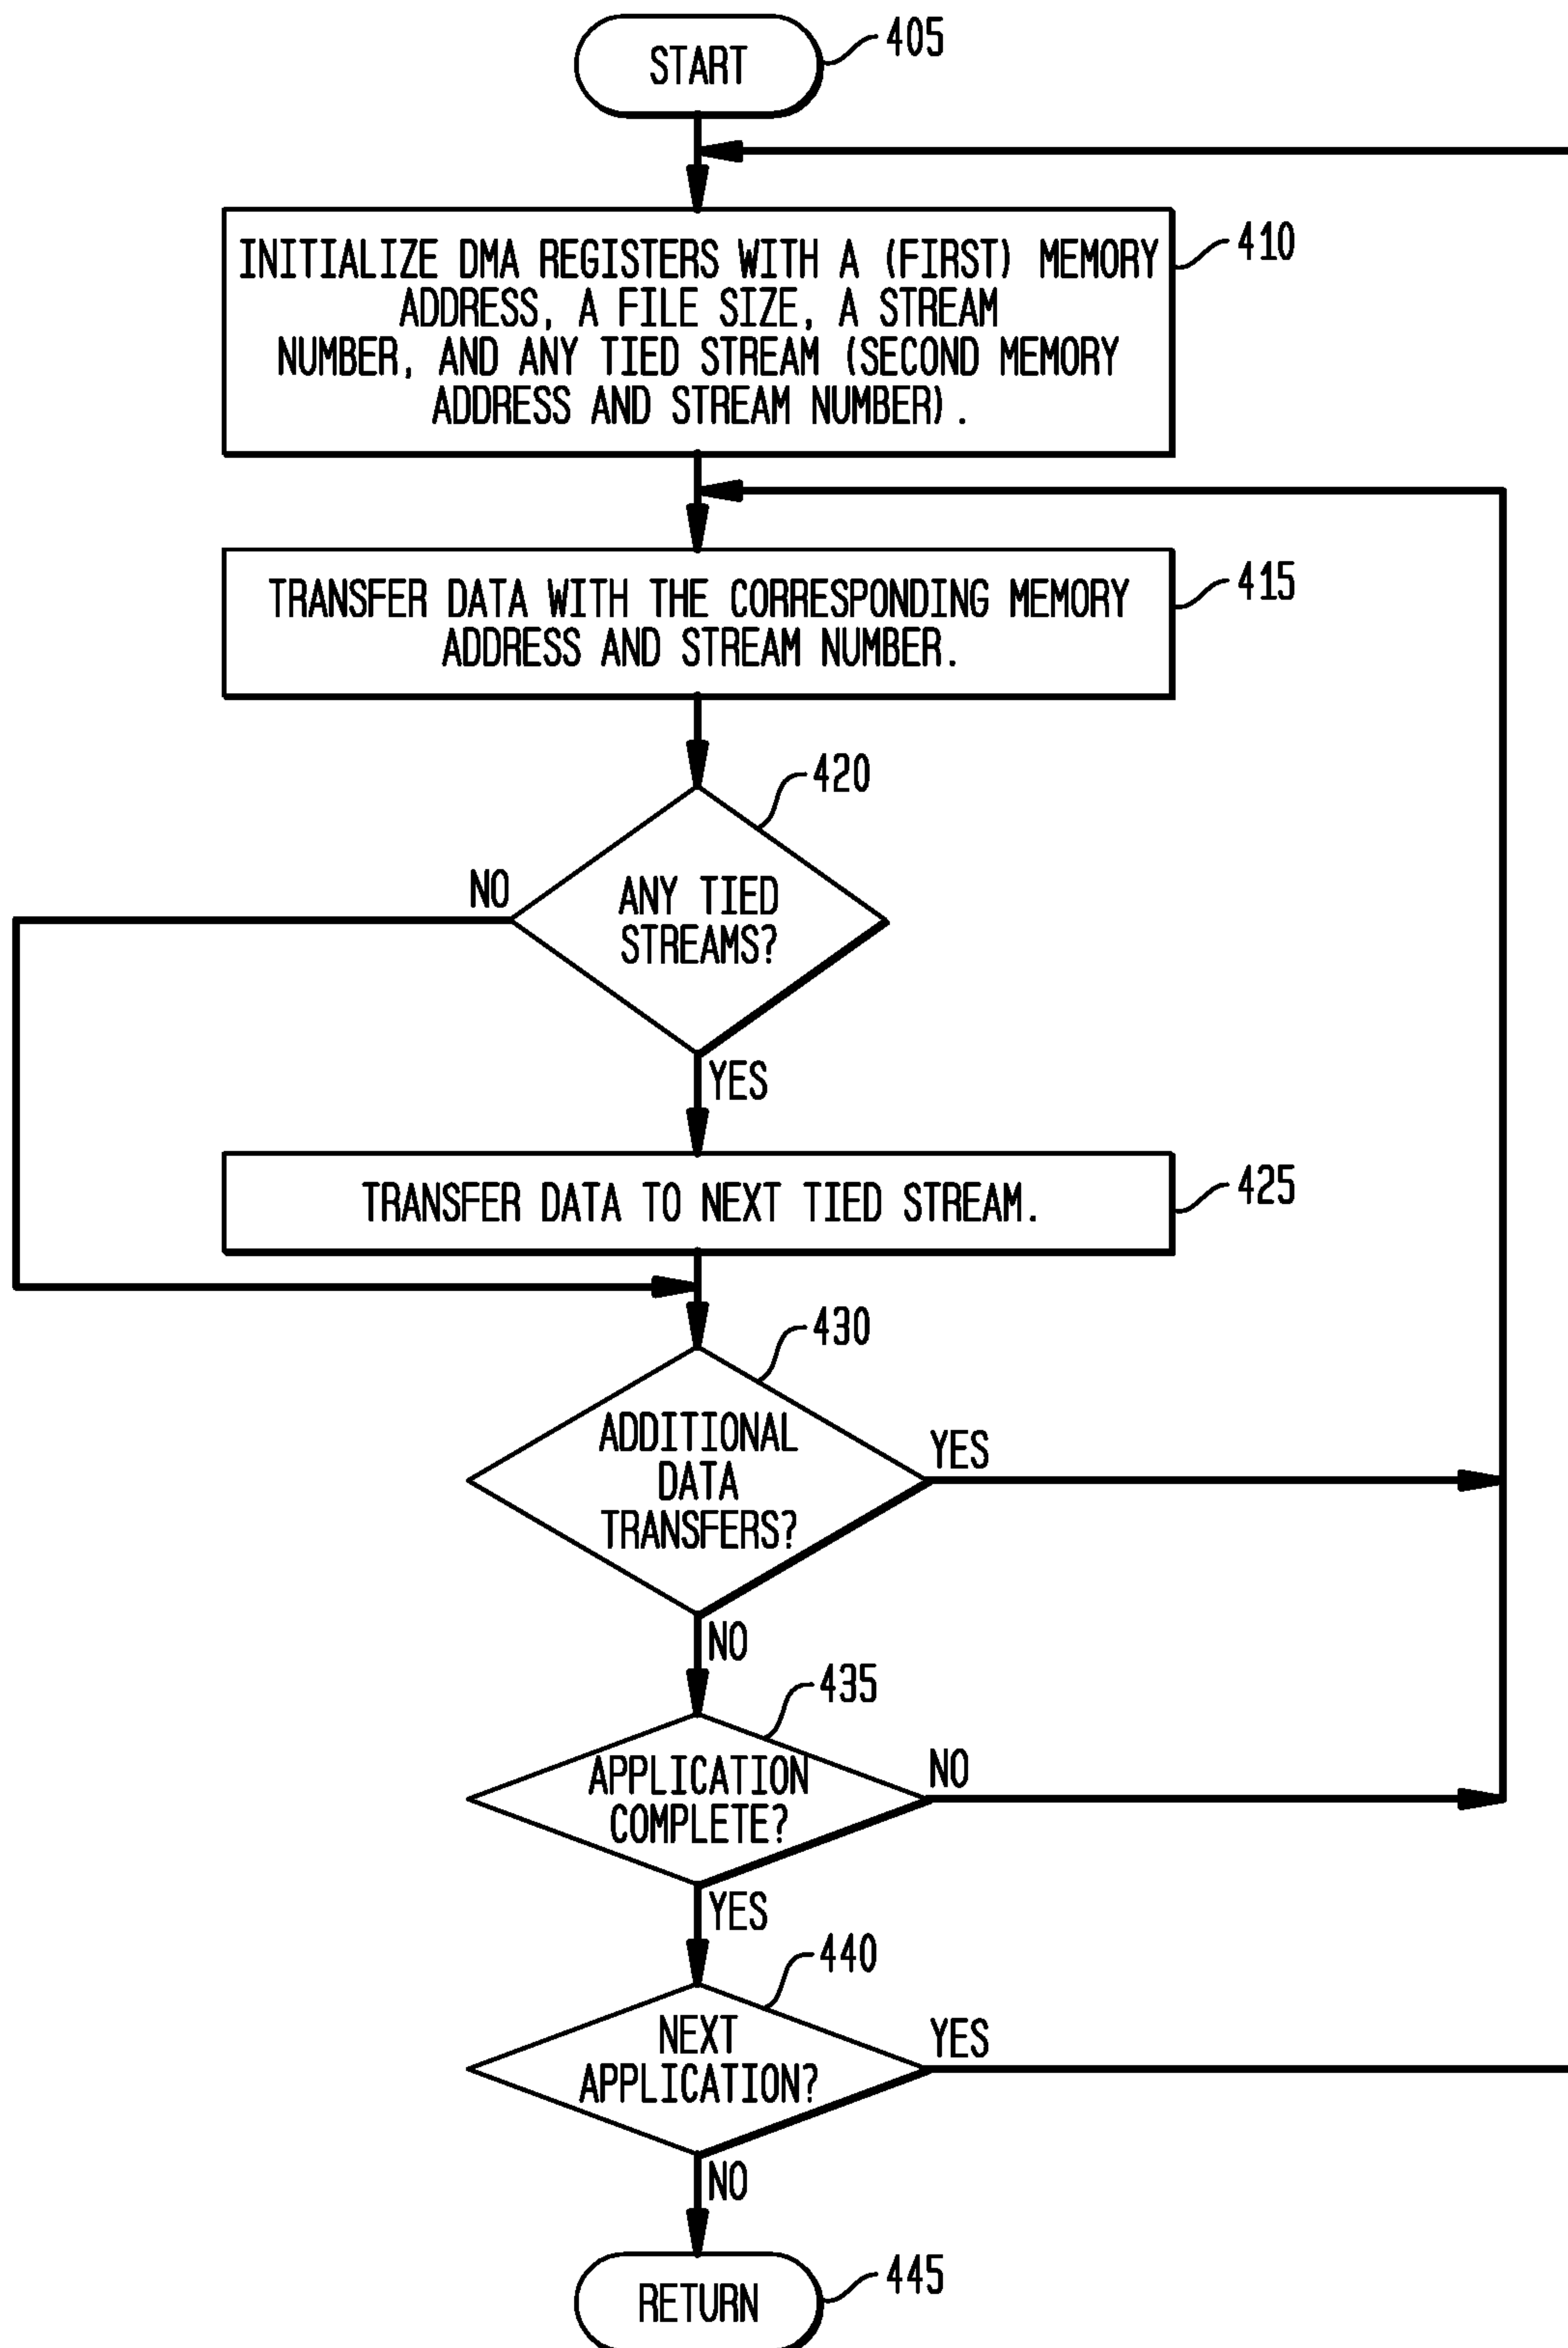 START
405
INITIALIZE DMA REGISTERS WITH A (FIRST) MEMORY
ADDRESS, A FILE SIZE, A STREAM
NUMBER, AND ANY TIED STREAM (SECOND MEMORY
ADDRESS AND STREAM NUMBER).
410
TRANSFER DATA WITH THE CORRESPONDING MEMORY
ADDRESS AND STREAM NUMBER.
415
420
NO
ANY TIED
STREAMS?
YES
TRANSFER DATA TO NEXT TIED STREAM.
425
430
ADDITIONAL
DATA
TRANSFERS?
YES
NO
435
APPLICATION
COMPLETE?
NO
YES
440
NEXT
APPLICATION?
YES
NO
RETURN
445